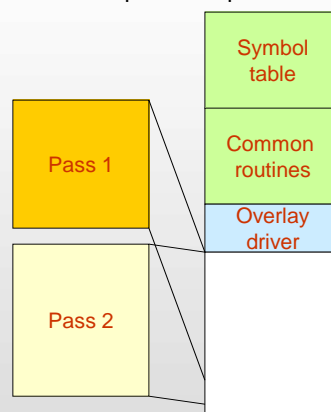 Symbol
table
Common
routines
Pass 1
Overlay
driver
Pass 2